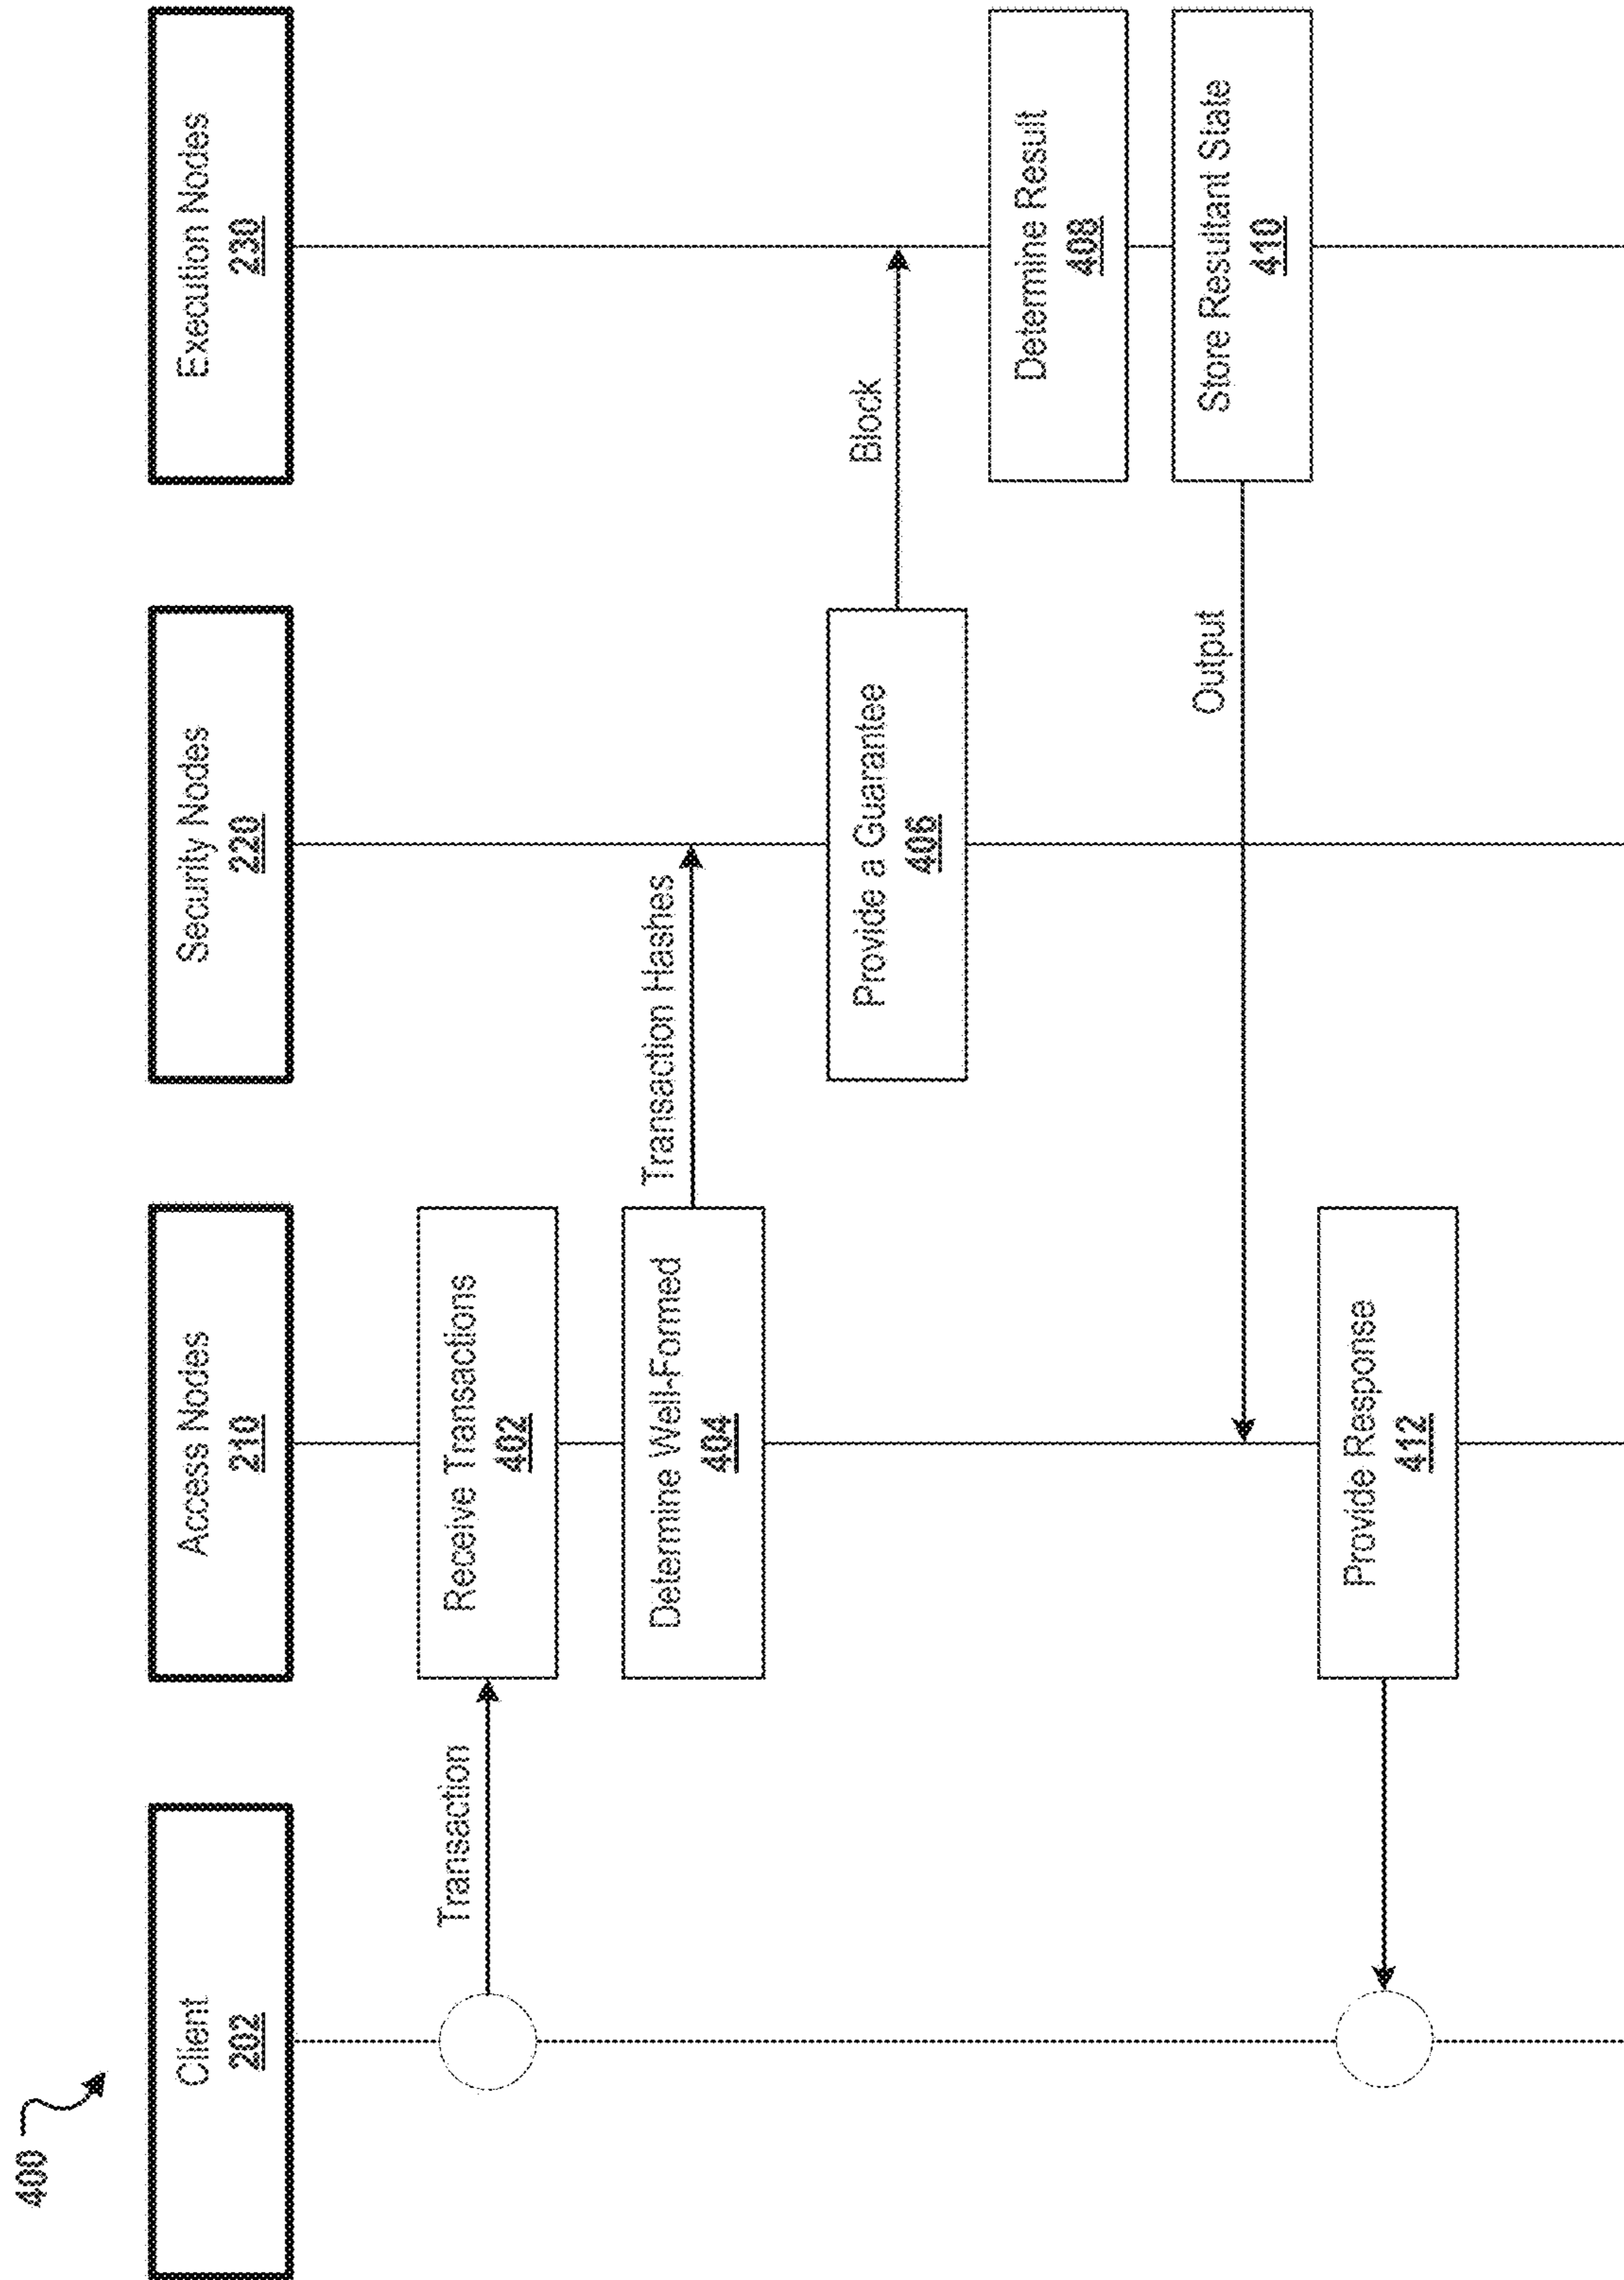 400
Client
202
Access Nodes
210
Security Nodes
220
Execution Nodes
230
Transaction
Receive Transactions
402
Determine Well-Formed
404
Transaction Hashes
Provide a Guarantee
406
Block
Determine Result
408
Store Resultant State
410
Output
Provide Response
412